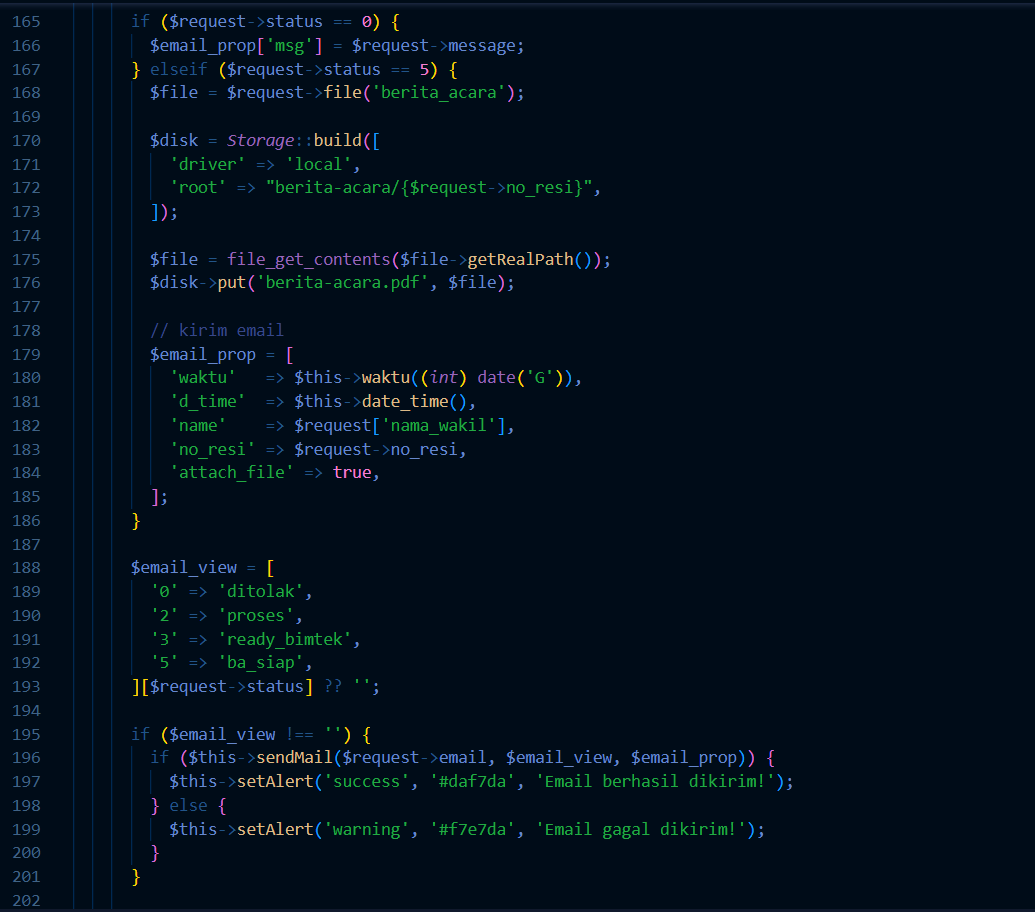 165 if ($request->status == 0) {
166 $email_prop['msg'] = $request->message;
167 } elseif ($request->status == 5) {
168 $file = $request->file('berita_acara');
169
170 $disk = Storage::build([
171 'driver' => 'local',
172 'root' => "berita-acara/{$request->no_resi}",
173 ]);
174
175 $file = file_get_contents($file->getRealPath());
176 $disk->put('berita-acara.pdf', $file);
177
178 // kirim email
179 $email_prop = [
180 'waktu' => $this->waktu((int) date('G')),
181 'd_time' => $this->date_time(),
182 'name' => $request['nama_wakil'],
183 'no_resi' => $request->no_resi,
184 'attach_file' => true,
185 ];
186 }
187
188 $email_view = [
189 '0' => 'ditolak',
190 '2' => 'proses',
191 '3' => 'ready_bimtek',
192 '5' => 'ba_siap',
193 ][$request->status] ?? '';
194
195 if ($email_view !== '') {
196 if ($this->sendMail($request->email, $email_view, $email_prop)) {
197 $this->setAlert('success', '#daf7da', 'Email berhasil dikirim!');
198 } else {
199 $this->setAlert('warning', '#f7e7da', 'Email gagal dikirim!');
200 }
201 }
202